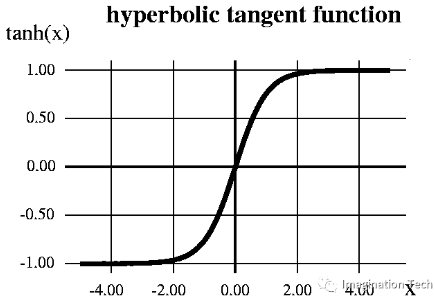 hyperbolic tangent function
tanh(x)
1.00
0.50
0.00
-0.50
-1.00
-4.00 -2.00 0.00 2.00 4.00 X
Imagination Tech